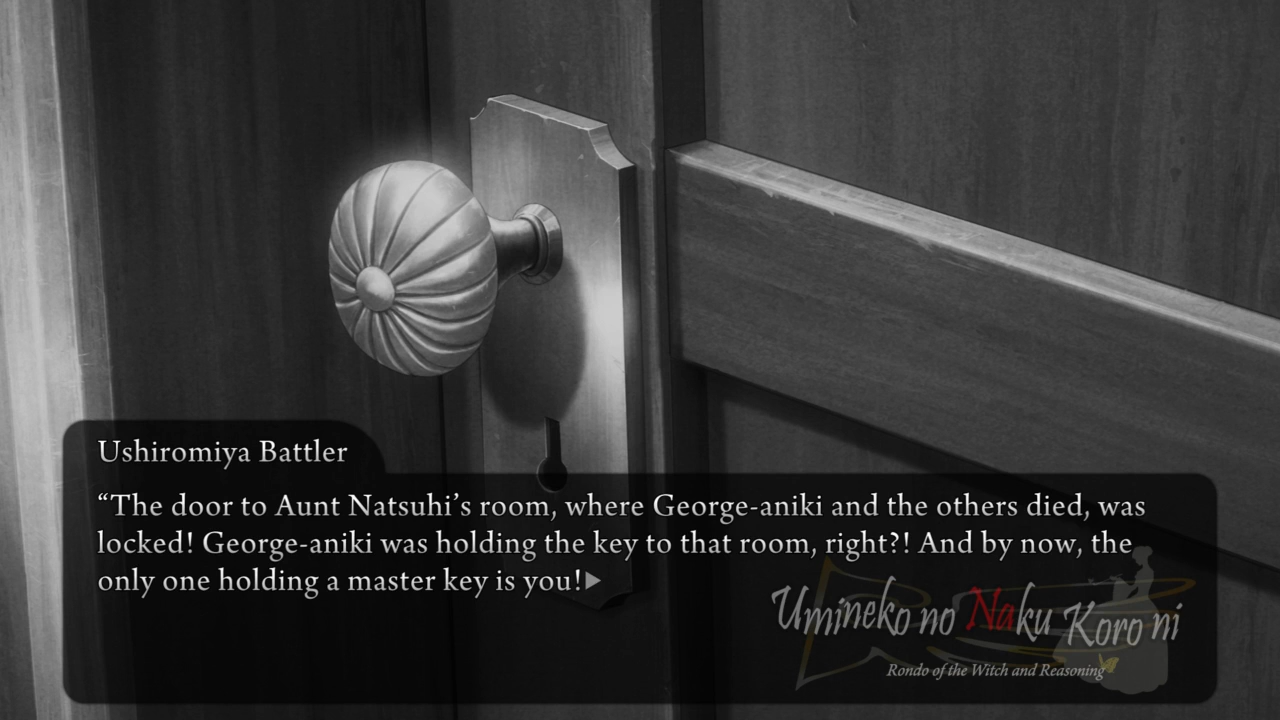 Ushiromiya Battler
“The door to Aunt Natsuhi’s room, where George-aniki and the others died, was
locked! George-aniki was holding the key to that room, right?! And by now, the
only one holding a master key is you!
Umineko no Naku Koro ni
Rondo of the Witch and Reasoning